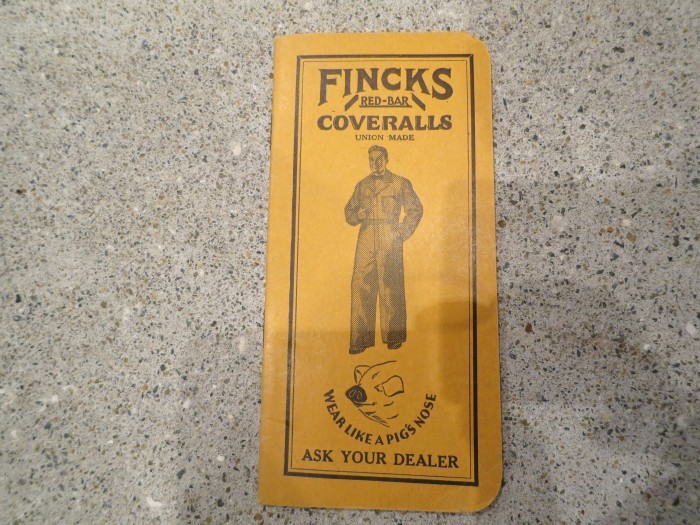 FINCKS
RED-BAR
COVERALLS
UNION MADE
WEAR LIKE A PIG'S NOSE
ASK YOUR DEALER